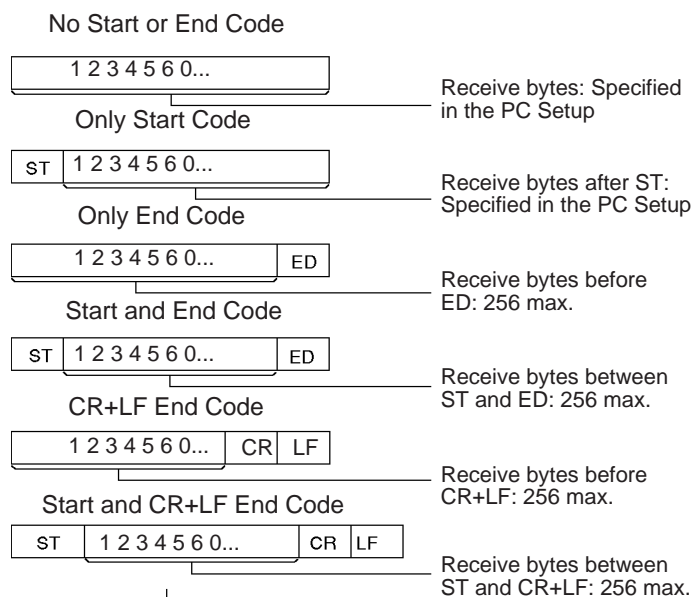 No Start or End Code
1 2 3 4 5 6 0...
Receive bytes: Specified
in the PC Setup
Only Start Code
ST 1 2 3 4 5 6 0...
Receive bytes after ST:
Specified in the PC Setup
Only End Code
1 2 3 4 5 6 0... ED
Receive bytes before
ED: 256 max.
Start and End Code
ST 1 2 3 4 5 6 0... ED
Receive bytes between
ST and ED: 256 max.
CR+LF End Code
1 2 3 4 5 6 0... CR LF
Receive bytes before
CR+LF: 256 max.
Start and CR+LF End Code
ST 1 2 3 4 5 6 0... CR LF
Receive bytes between
ST and CR+LF: 256 max.